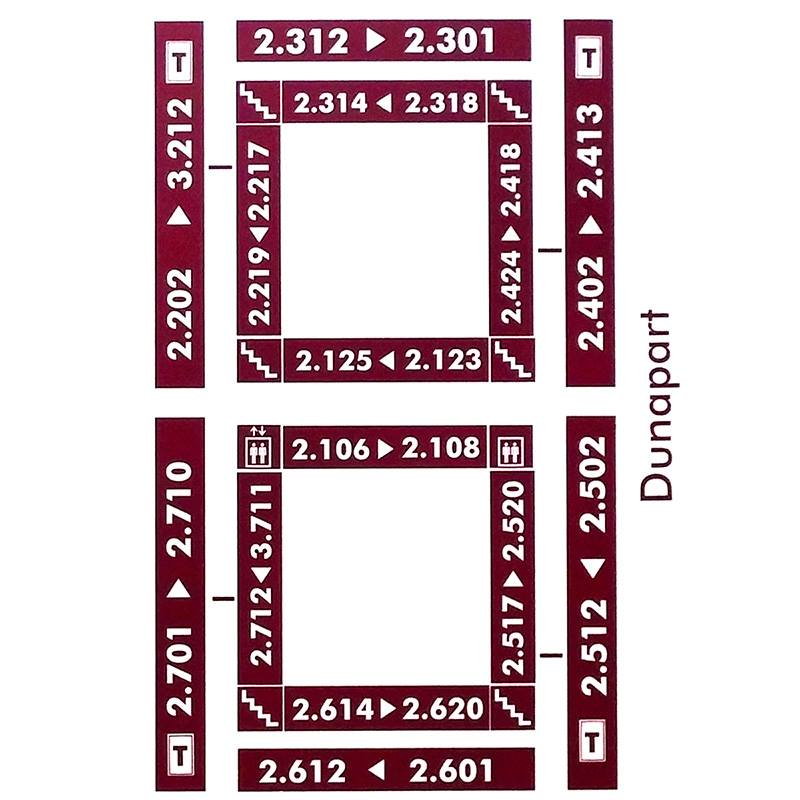 2.312 ▶ 2.301
T
2.202 ▶ 3.212
T
2.402 ▶ 2.413
2.314 ◀ 2.318
2.219 ◀ 2.217
2.424 ▶ 2.418
2.125 ◀ 2.123
Dunapart
2.106 ▶ 2.108
T
2.701 ▶ 2.710
2.712 ◀ 3.711
2.517 ▶ 2.520
T
2.512 ◀ 2.502
2.614 ▶ 2.620
2.612 ◀ 2.601